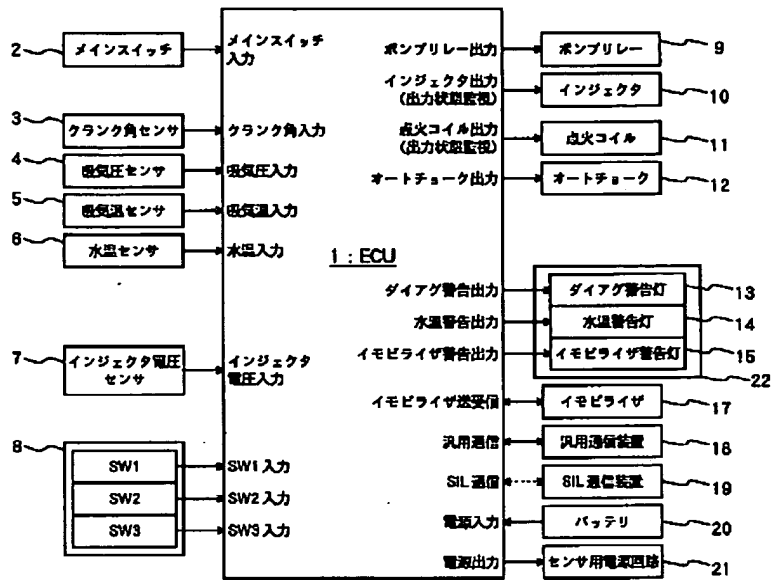 2
メインスイッチ
メインスイッチ
入力
3
クランク角センサ
クランク角入力
4
吸気圧センサ
吸気圧入力
5
吸気温センサ
吸気温入力
6
水温センサ
水温入力
7
インジェクタ電圧
センサ
インジェクタ
電圧入力
8
SW1
SW1入力
SW2
SW2入力
SW3
SW3入力
1：ECU
ポンプリレー出力
ポンプリレー
9
インジェクタ出力
(出力状態監視)
インジェクタ
10
点火コイル出力
(出力状態監視)
点火コイル
11
オートチョーク出力
オートチョーク
12
ダイアグ警告出力
ダイアグ警告灯
13
水温警告出力
水温警告灯
14
イモビライザ警告出力
イモビライザ警告灯
15
22
イモビライザ送受信
イモビライザ
17
汎用通信
汎用通信装置
18
SIL通信
SIL通信装置
19
電源入力
バッテリ
20
電源出力
センサ用電源回路
21